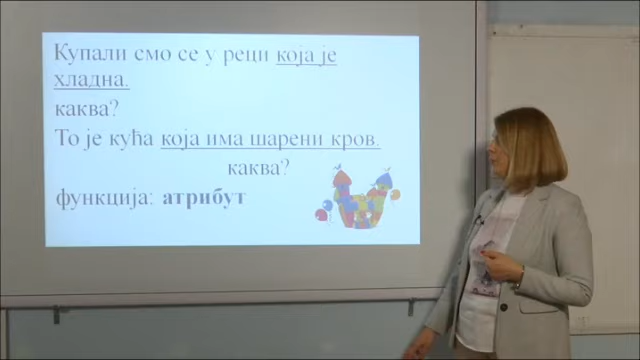 Купали смо се у реци која је
хладна.
каква?
То је кућа која има шарени кров.
каква?
функција: атрибут